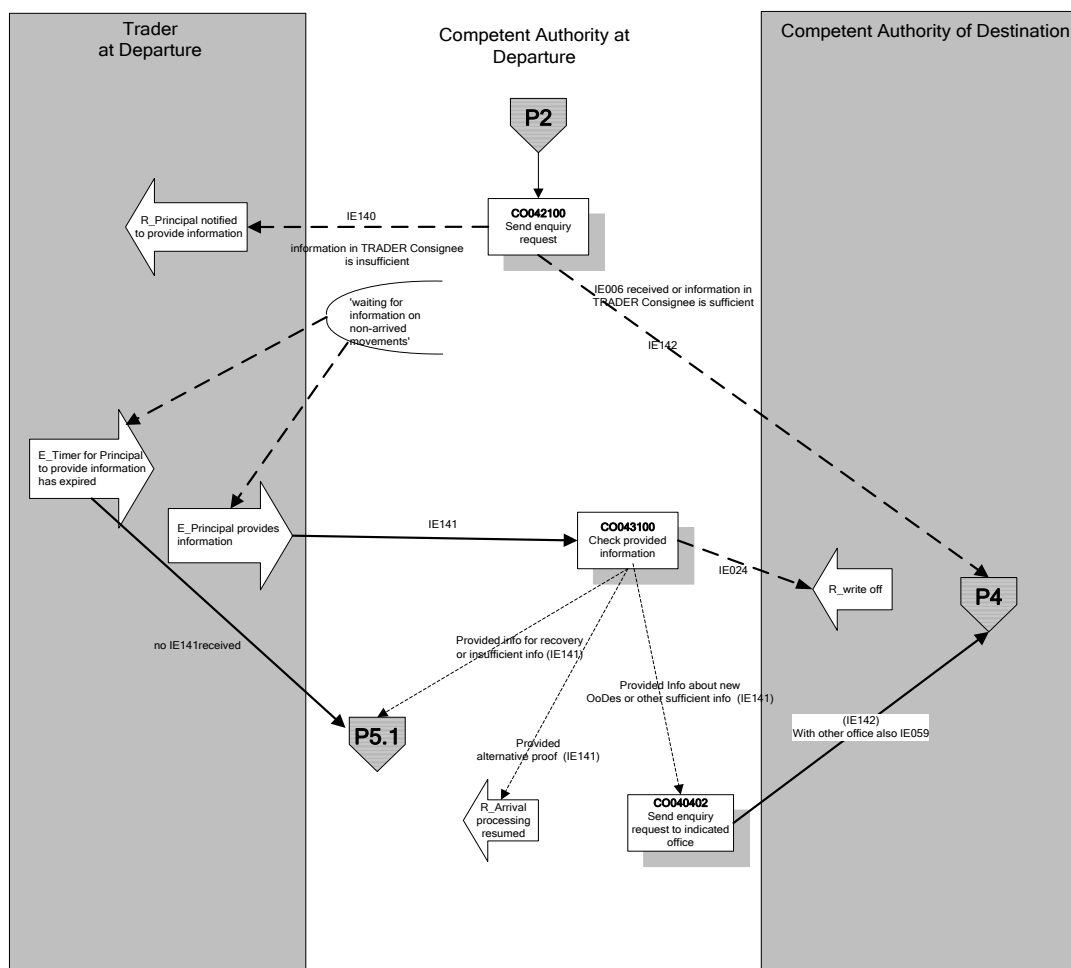 Trader
at Departure
Competent Authority at
Departure
Competent Authority of Destination
P2
CO042100
Send enquiry
request
IE140
R_Principal notified
to provide information
information in TRADER Consignee
is insufficient
IE006 received or information in
TRADER Consignee is sufficient
IE142
'waiting for
information on
non-arrived
movements'
E_Timer for Principal
to provide information
has expired
E_Principal provides
information
IE141
CO043100
Check provided
information
IE024
R_write off
P4
no IE141received
Provided info for recovery
or insufficient info (IE141)
Provided Info about new
OoDes or other sufficient info (IE141)
P5.1
Provided
alternative proof (IE141)
(IE142)
With other office also IE059
R_Arrival
processing
resumed
CO040402
Send enquiry
request to indicated
office